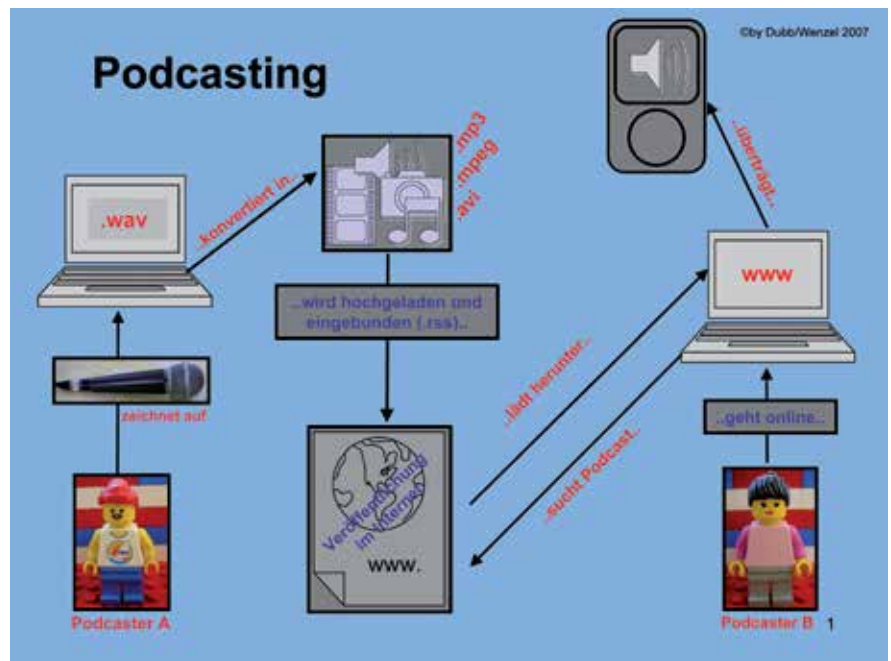 ©by Dubb/Wenzel 2007
Podcasting
.mp3
.mpeg
.avi
.wav
..konvertiert in..
..überträgt...
www
..wird hochgeladen und
eingebunden (.rss)..
..lädt herunter..
..sucht Podcast..
zeichnet auf
..geht online..
Veröffentlichung
im Internet
www.
Podcaster A
Podcaster B
1